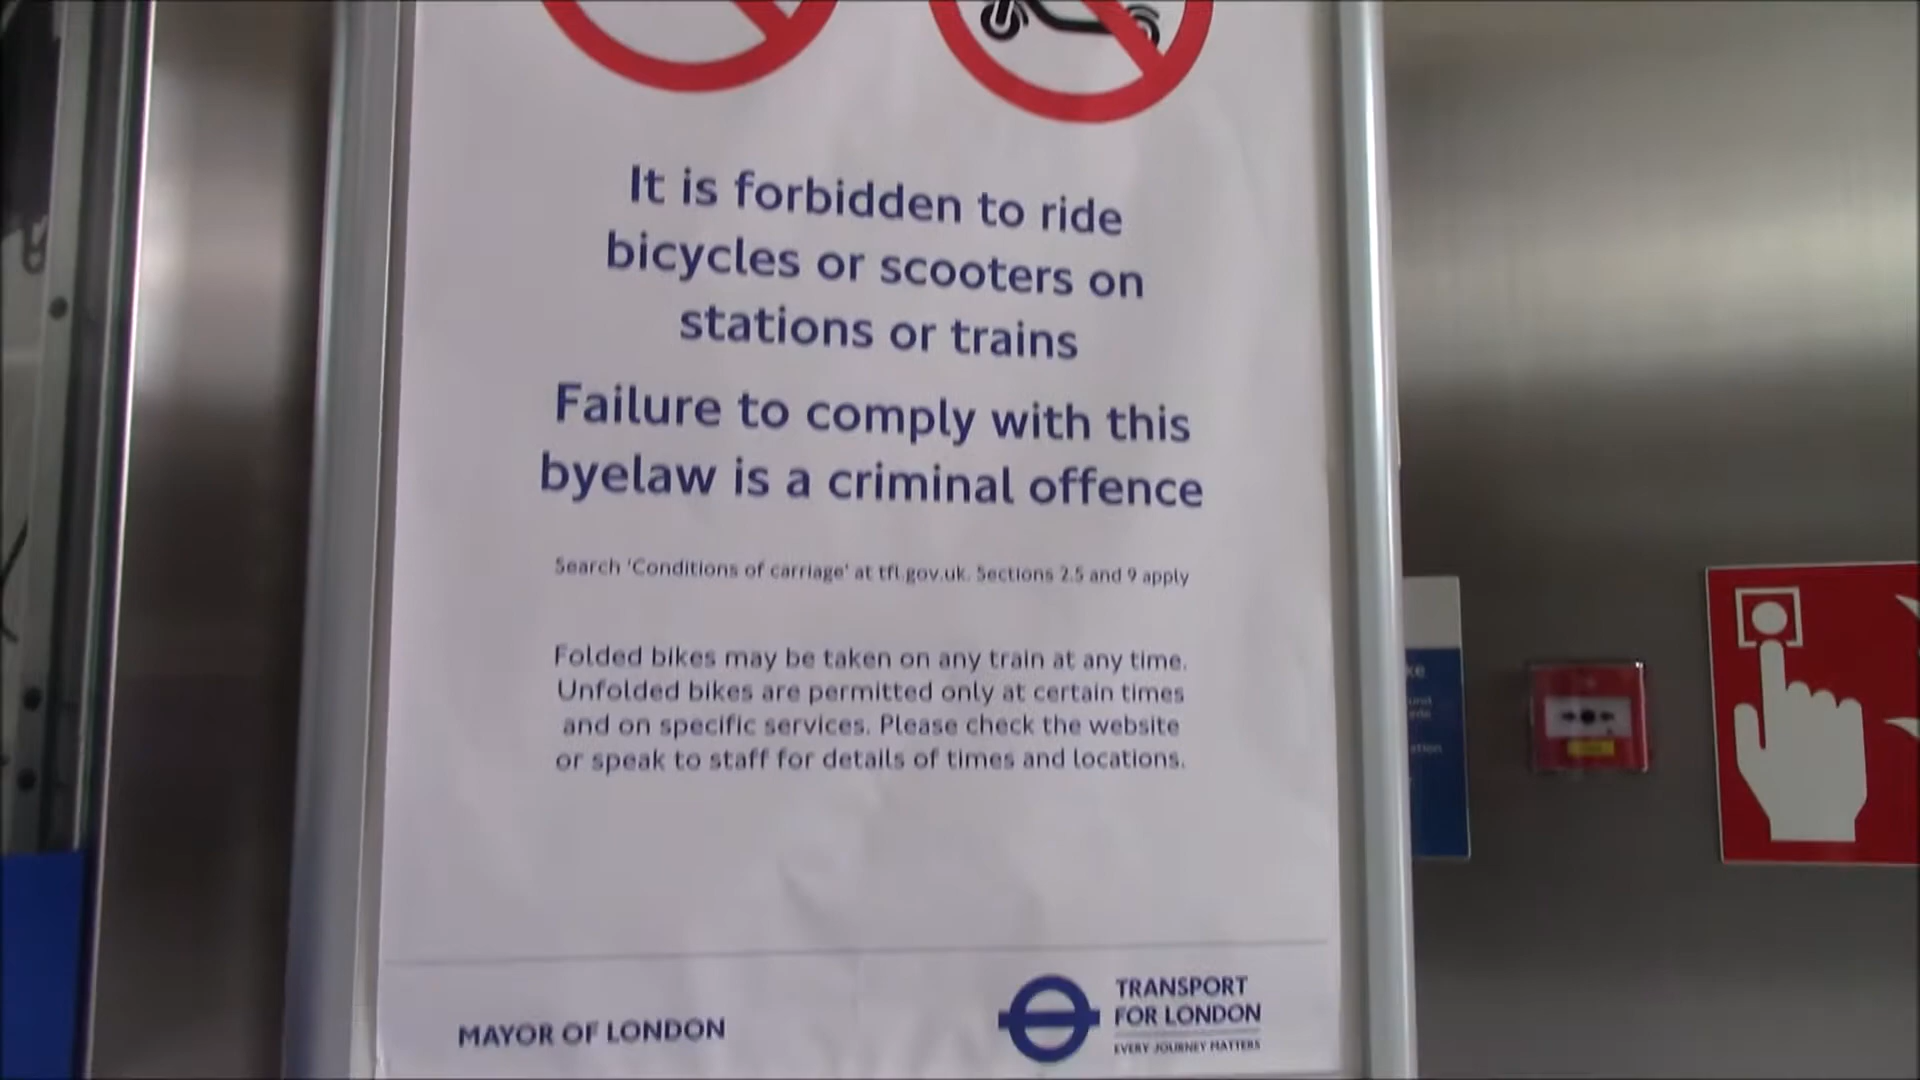 It is forbidden to ride
bicycles or scooters on
stations or trains
Failure to comply with this
byelaw is a criminal offence
Search 'Conditions of carriage' at tfl.gov.uk. Sections 2.5 and 9 apply
Folded bikes may be taken on any train at any time.
Unfolded bikes are permitted only at certain times
and on specific services. Please check the website
or speak to staff for details of times and locations.
MAYOR OF LONDON
TRANSPORT
FOR LONDON
EVERY JOURNEY MATTERS